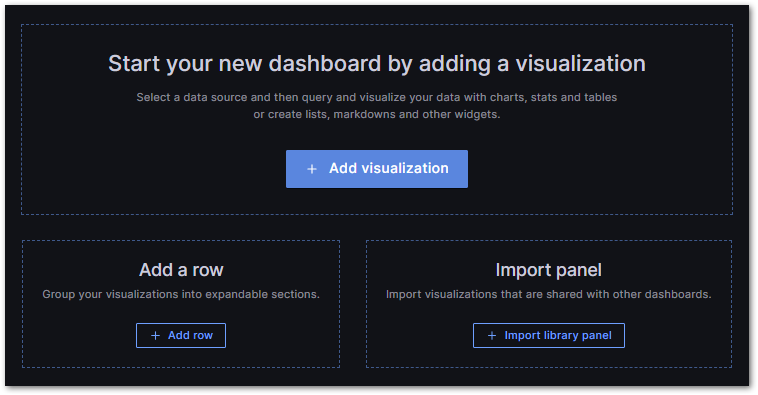 Start your new dashboard by adding a visualization
Select a data source and then query and visualize your data with charts, stats and tables
or create lists, markdowns and other widgets.
+ Add visualization
Add a row
Group your visualizations into expandable sections.
+ Add row
Import panel
Import visualizations that are shared with other dashboards.
+ Import library panel